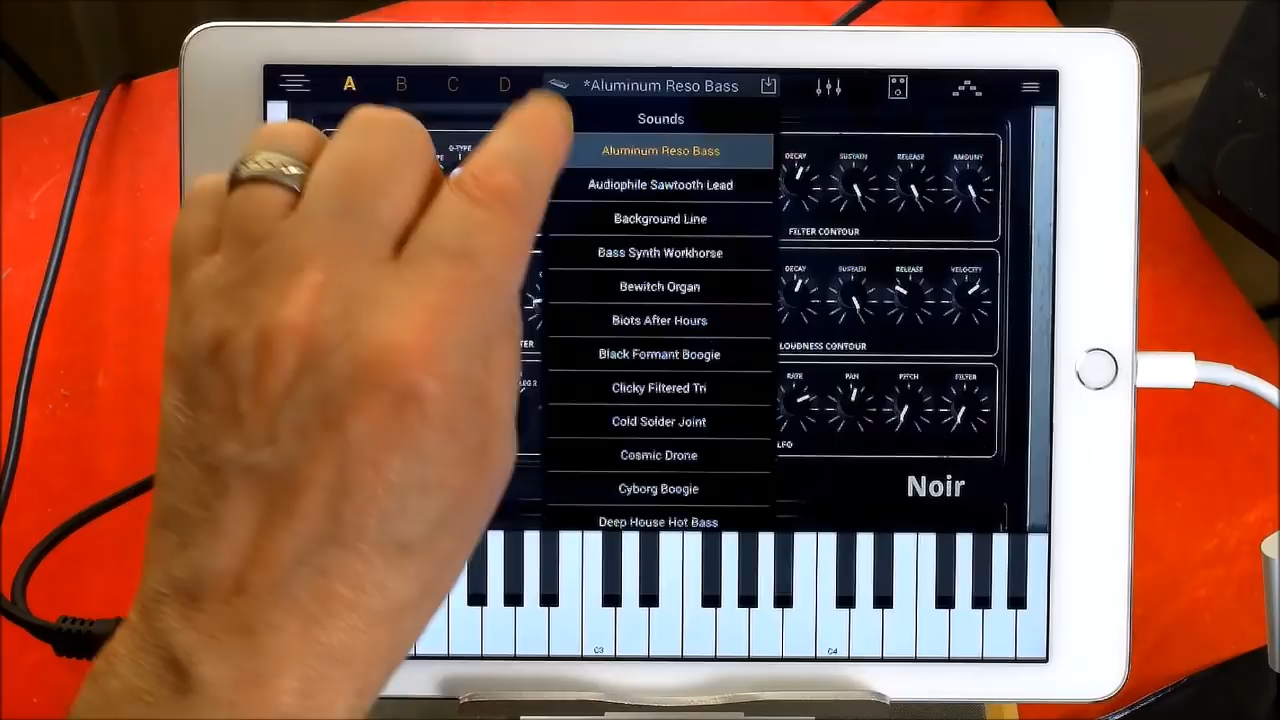 A B C D *Aluminum Reso Bass
Sounds
Aluminum Reso Bass
Audiophile Sawtooth Lead
Background Line
Bass Synth Workhorse
Bewitch Organ
Biots After Hours
Black Formant Boogie
Clicky Filtered Tri
Cold Solder Joint
Cosmic Drone
Cyborg Boogie
Deep House Hot Bass
DECAY SUSTAIN RELEASE AMOUNT
FILTER CONTOUR
DECAY SUSTAIN RELEASE VELOCITY
LOUDNESS CONTOUR
RATE PAN PITCH FILTER
LFO
Noir
C3 C4